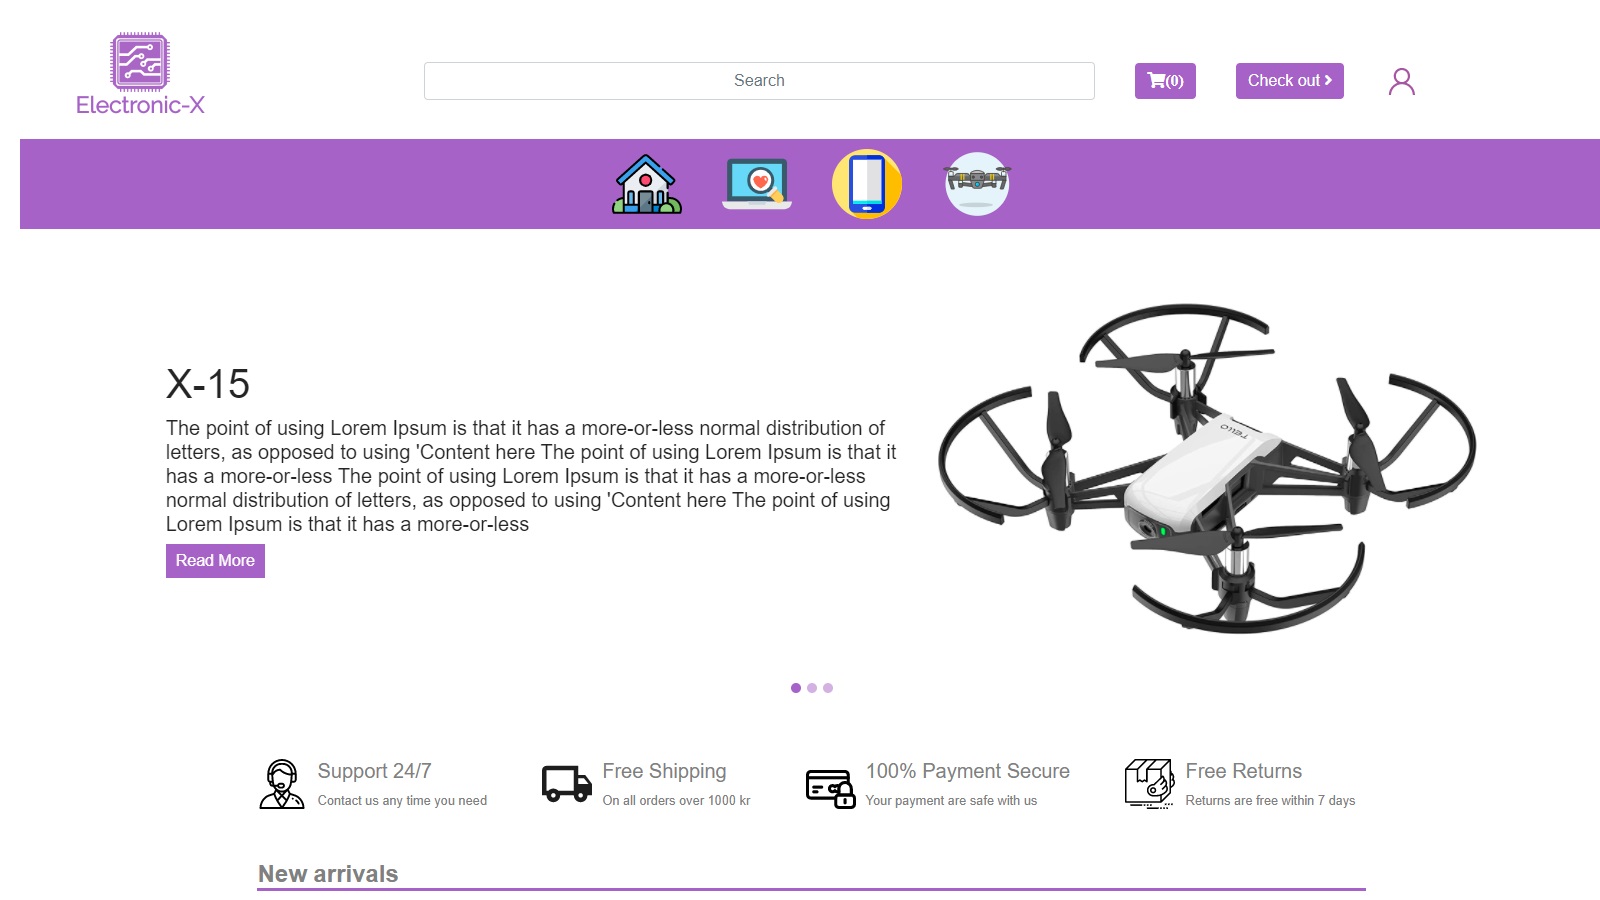 Electronic-X
Search
(0)
Check out
X-15
The point of using Lorem Ipsum is that it has a more-or-less normal distribution of
letters, as opposed to using 'Content here The point of using Lorem Ipsum is that it
has a more-or-less The point of using Lorem Ipsum is that it has a more-or-less
normal distribution of letters, as opposed to using 'Content here The point of using
Lorem Ipsum is that it has a more-or-less
Read More
TELLO
Support 24/7
Contact us any time you need
Free Shipping
On all orders over 1000 kr
100% Payment Secure
Your payment are safe with us
Free Returns
Returns are free within 7 days
New arrivals